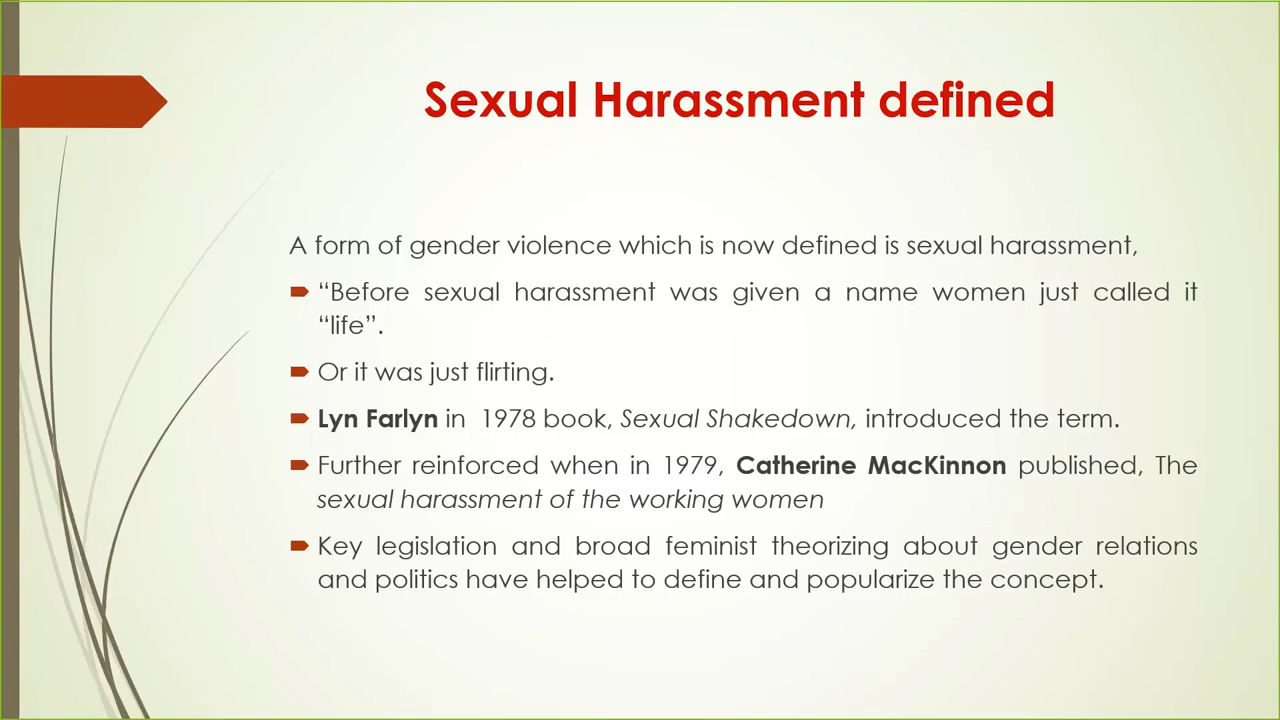 Sexual Harassment defined
A form of gender violence which is now defined is sexual harassment,
“Before sexual harassment was given a name women just called it
“life”.
Or it was just flirting.
Lyn Farlyn in 1978 book, Sexual Shakedown, introduced the term.
Further reinforced when in 1979, Catherine MacKinnon published, The
sexual harassment of the working women
Key legislation and broad feminist theorizing about gender relations
and politics have helped to define and popularize the concept.